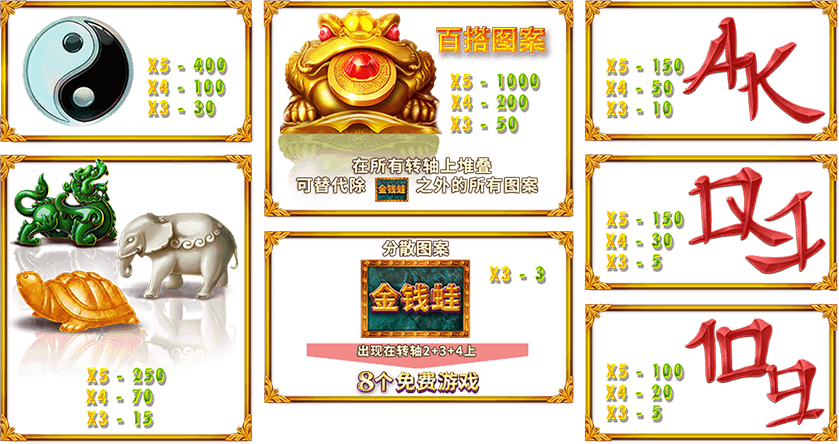 X5 - 400
X4 - 100
X3 - 30
X5 - 250
X4 - 70
X3 - 15
百搭图案
X5 - 1000
X4 - 200
X3 - 50
在所有转轴上堆叠
可替代除 金钱蛙 之外的所有图案
分散图案
金钱蛙
X3 - 3
出现在转轴2+3+4上
8个免费游戏
AK
X5 - 150
X4 - 50
X3 - 10
QJ
X5 - 150
X4 - 30
X3 - 5
109
X5 - 100
X4 - 20
X3 - 5